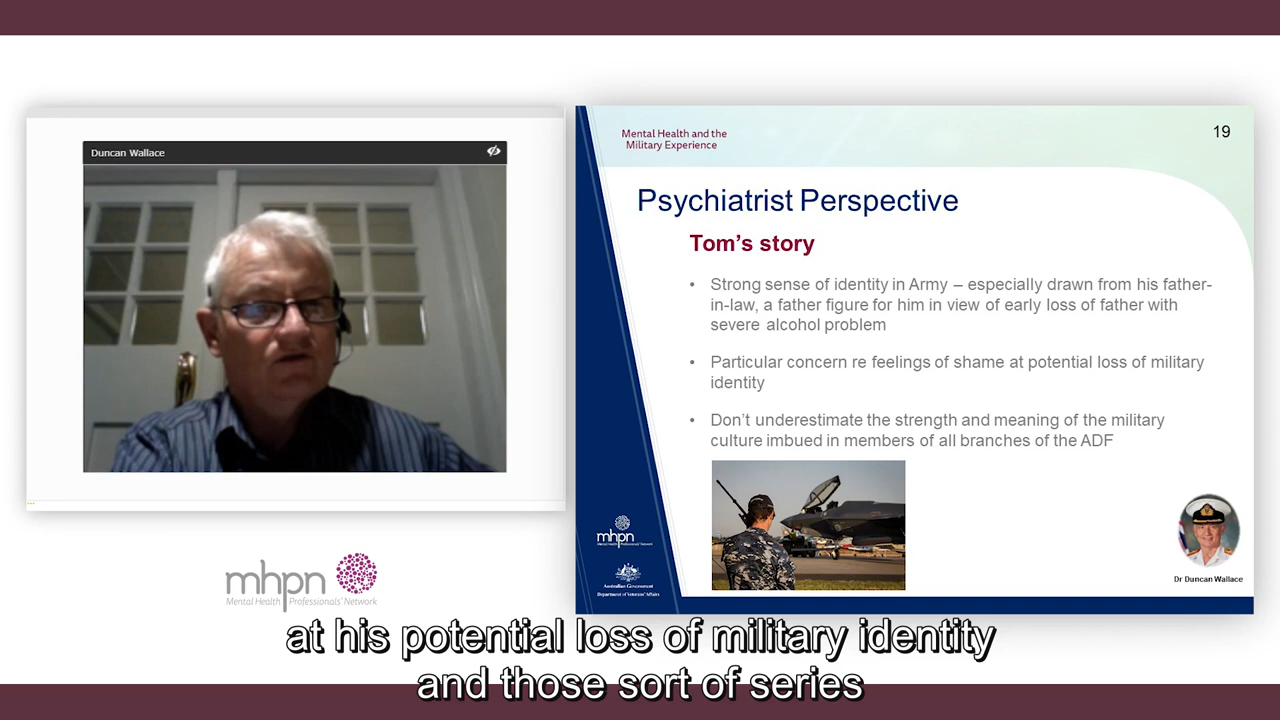 Duncan Wallace
Mental Health and the
Military Experience
19
Psychiatrist Perspective
Tom’s story
• Strong sense of identity in Army – especially drawn from his father-
in-law, a father figure for him in view of early loss of father with
severe alcohol problem
• Particular concern re feelings of shame at potential loss of military
identity
• Don’t underestimate the strength and meaning of the military
culture imbued in members of all branches of the ADF
mhpn
Mental Health Professionals' Network
Australian Government
Department of Veterans' Affairs
Dr Duncan Wallace
mhpn
Mental Health Professionals' Network
at his potential loss of military identity
and those sort of series